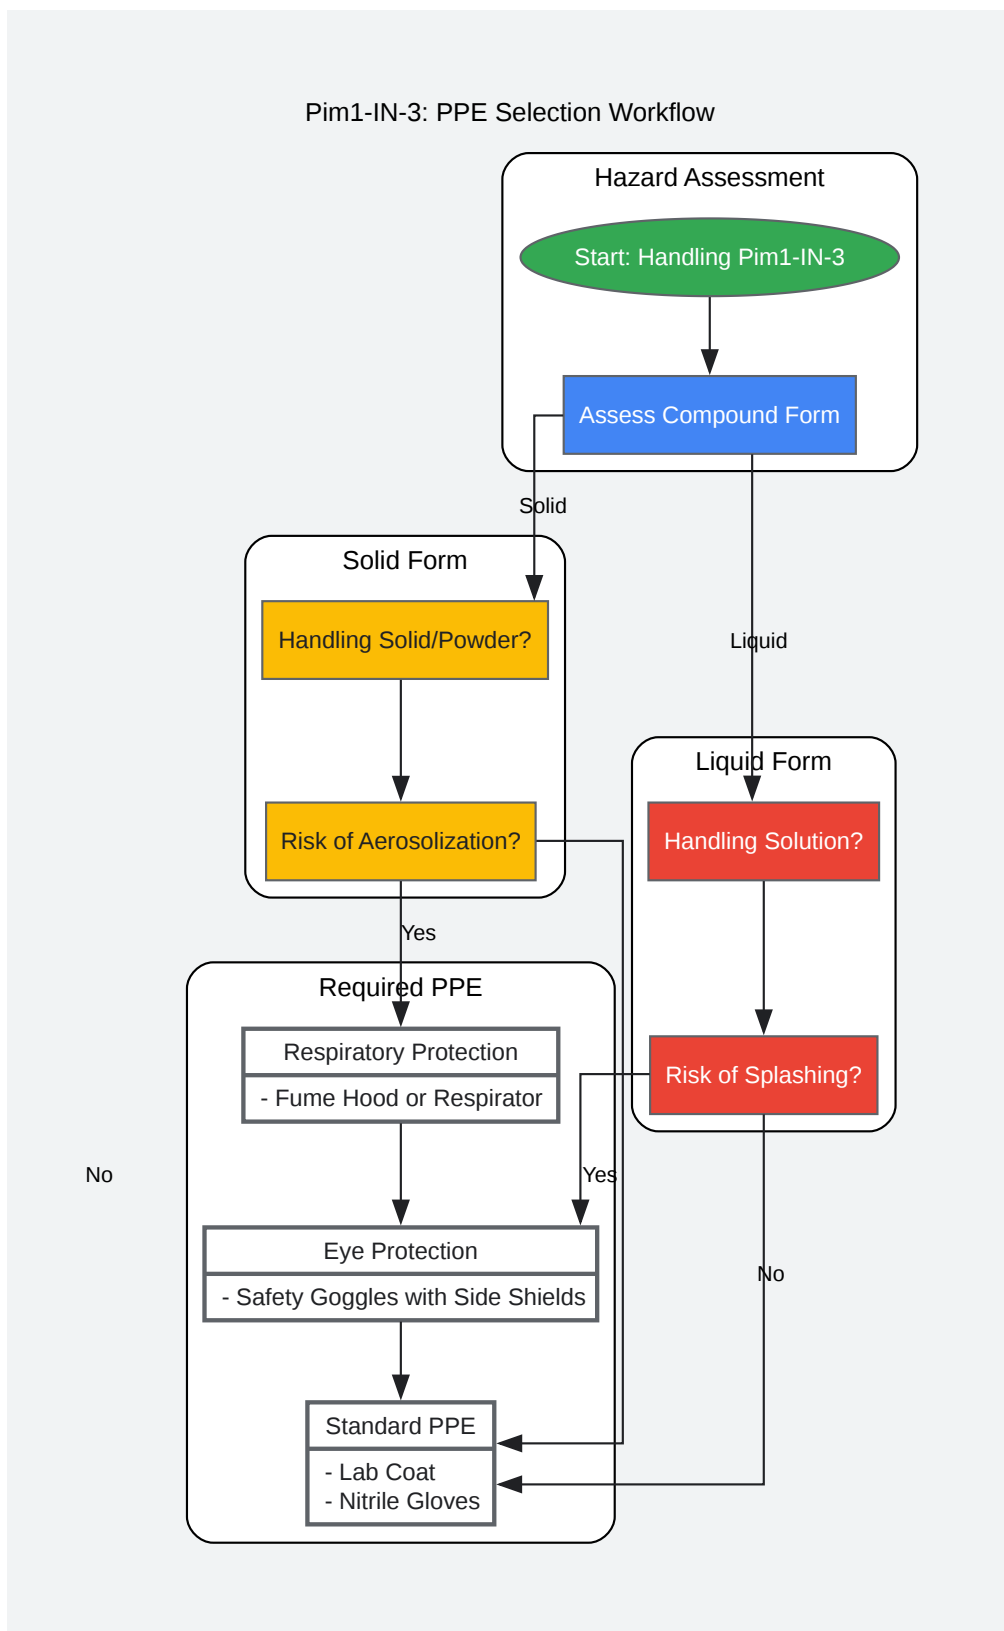 Pim1-IN-3: PPE Selection Workflow
Hazard Assessment
Start: Handling Pim1-IN-3
Assess Compound Form
Solid
Solid Form
Handling Solid/Powder?
Liquid
Liquid Form
Risk of Aerosolization?
Handling Solution?
Yes
Required PPE
Respiratory Protection
- Fume Hood or Respirator
Risk of Splashing?
No
Yes
Eye Protection
- Safety Goggles with Side Shields
No
Standard PPE
- Lab Coat
- Nitrile Gloves